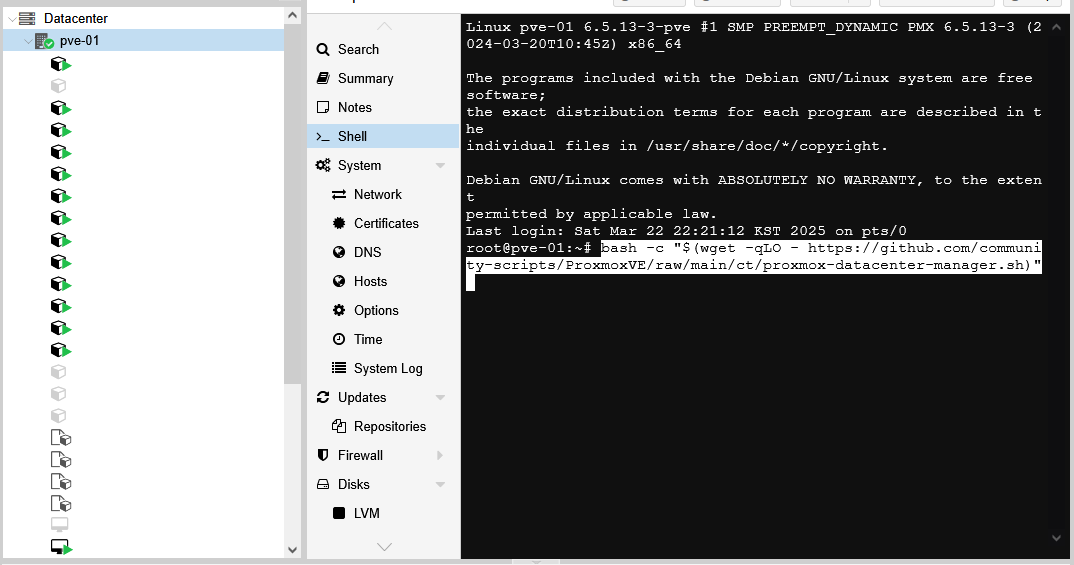 Datacenter
pve-01
Search
Summary
Notes
Shell
System
Network
Certificates
DNS
Hosts
Options
Time
System Log
Updates
Repositories
Firewall
Disks
LVM
Linux pve-01 6.5.13-3-pve #1 SMP PREEMPT_DYNAMIC PMX 6.5.13-3 (2
024-03-20T10:45Z) x86_64
The programs included with the Debian GNU/Linux system are free
software;
the exact distribution terms for each program are described in t
he
individual files in /usr/share/doc/*/copyright.
Debian GNU/Linux comes with ABSOLUTELY NO WARRANTY, to the exten
t
permitted by applicable law.
Last login: Sat Mar 22 22:21:12 KST 2025 on pts/0
root@pve-01:~# bash -c "$(wget -qLO - https://github.com/communi
ty-scripts/ProxmoxVE/raw/main/ct/proxmox-datacenter-manager.sh)"